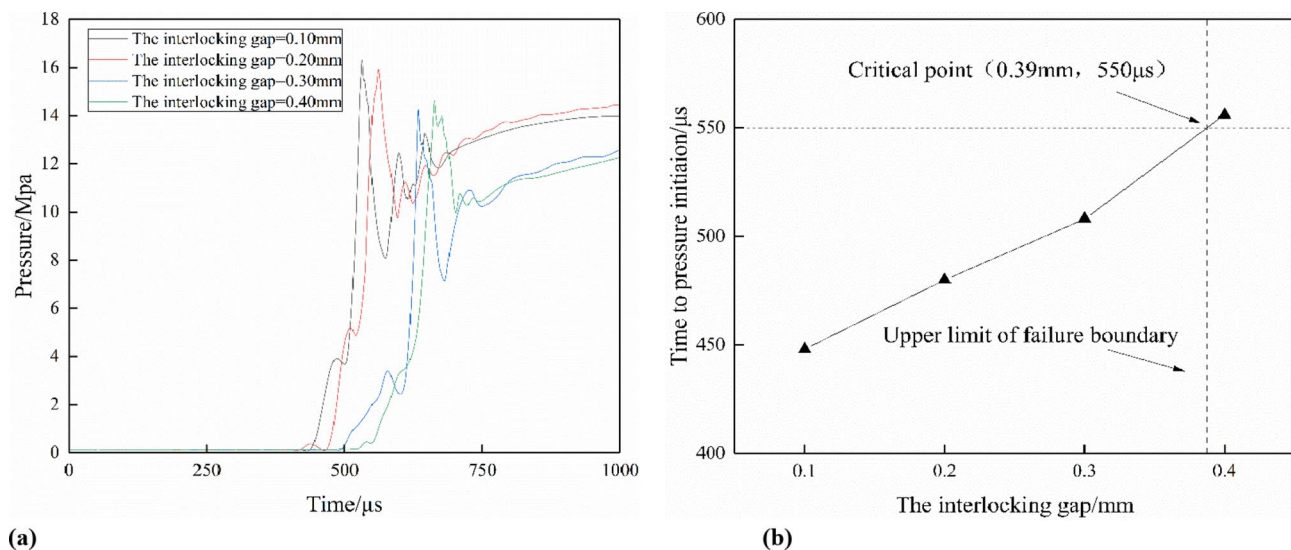 18
16
14
12
10
8
6
4
2
0
Pressure/Mpa
The interlocking gap=0.10mm
The interlocking gap=0.20mm
The interlocking gap=0.30mm
The interlocking gap=0.40mm
0 250 500 750 1000
Time/μs
(a)
600
550
500
450
400
Time to pressure initiaion/μs
Critical point（0.39mm，550μs）
Upper limit of failure boundary
0.1 0.2 0.3 0.4
The interlocking gap/mm
(b)